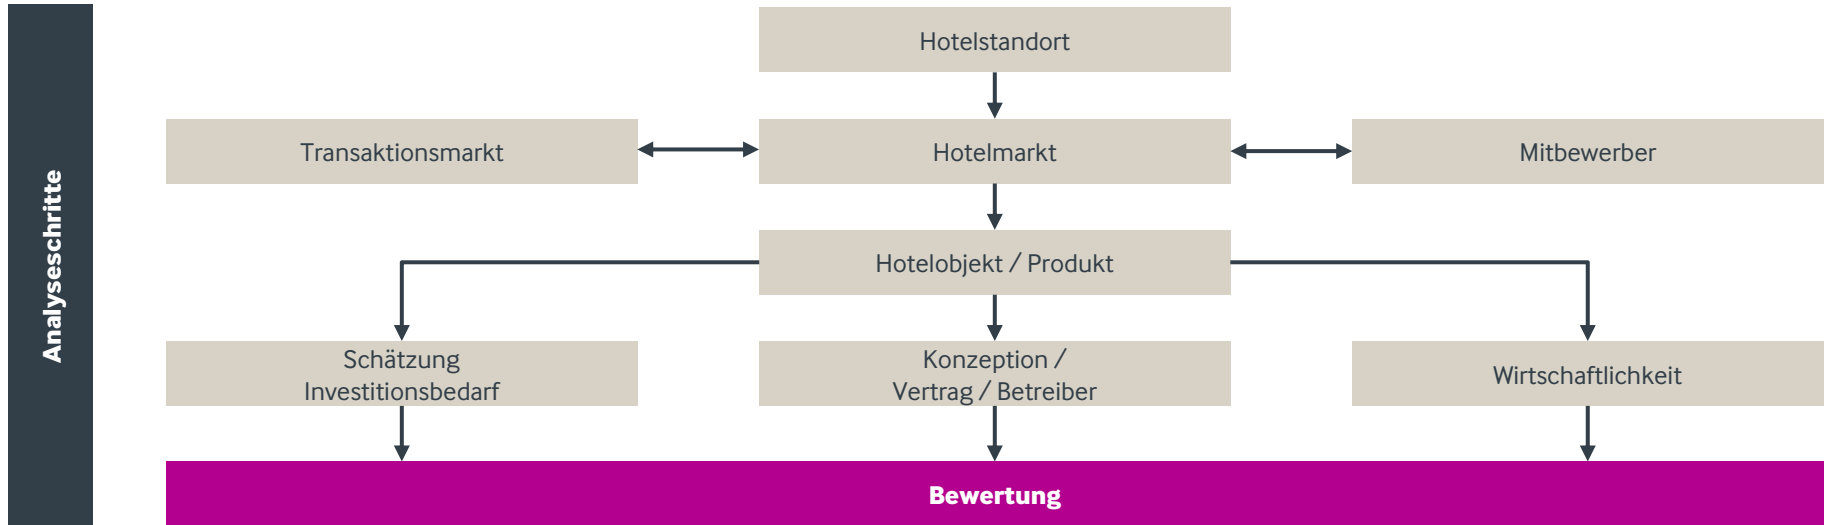 Analyseschritte
Hotelstandort
Transaktionsmarkt
Hotelmarkt
Mitbewerber
Hotelobjekt / Produkt
Schätzung
Investitionsbedarf
Konzeption /
Vertrag / Betreiber
Wirtschaftlichkeit
Bewertung